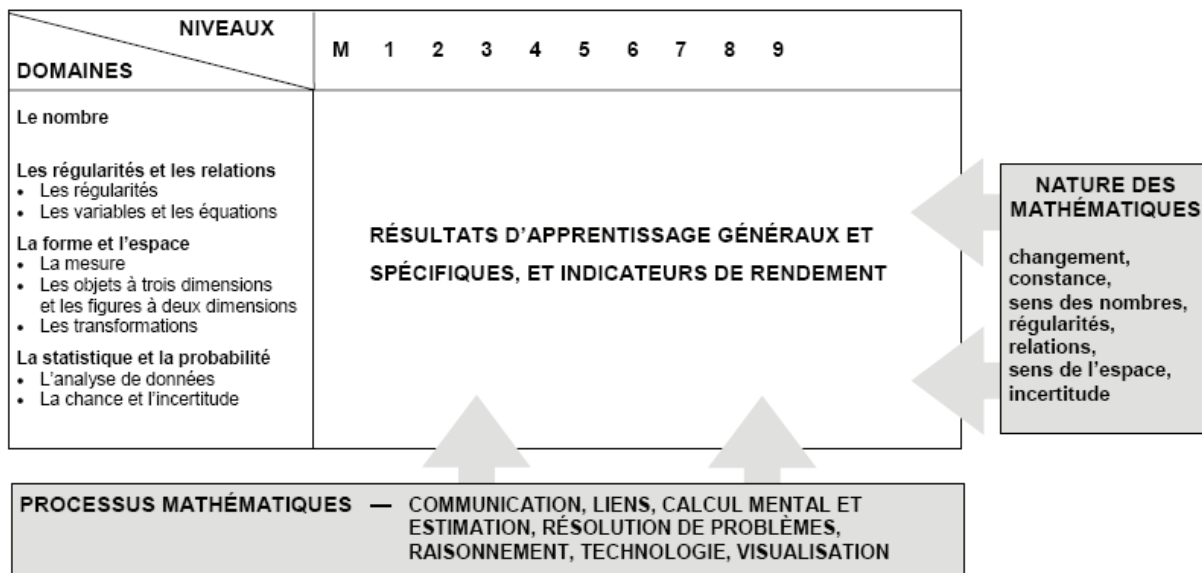 NIVEAUX
DOMAINES
M 1 2 3 4 5 6 7 8 9
Le nombre
Les régularités et les relations
• Les régularités
• Les variables et les équations
La forme et l'espace
• La mesure
• Les objets à trois dimensions
et les figures à deux dimensions
• Les transformations
La statistique et la probabilité
• L'analyse de données
• La chance et l'incertitude
RÉSULTATS D'APPRENTISSAGE GÉNÉRAUX ET
SPÉCIFIQUES, ET INDICATEURS DE RENDEMENT
NATURE DES
MATHÉMATIQUES
changement,
constance,
sens des nombres,
régularités,
relations,
sens de l'espace,
incertitude
PROCESSUS MATHÉMATIQUES — COMMUNICATION, LIENS, CALCUL MENTAL ET
ESTIMATION, RÉSOLUTION DE PROBLÈMES,
RAISONNEMENT, TECHNOLOGIE, VISUALISATION